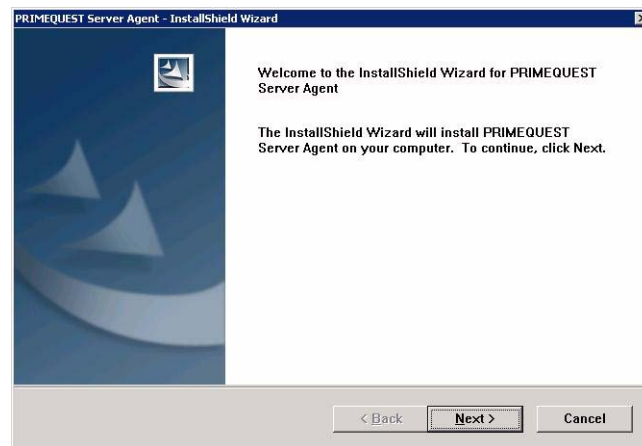 PRIMEQUEST Server Agent - InstallShield Wizard
Welcome to the InstallShield Wizard for PRIMEQUEST
Server Agent
The InstallShield Wizard will install PRIMEQUEST
Server Agent on your computer. To continue, click Next.
< Back
Next >
Cancel